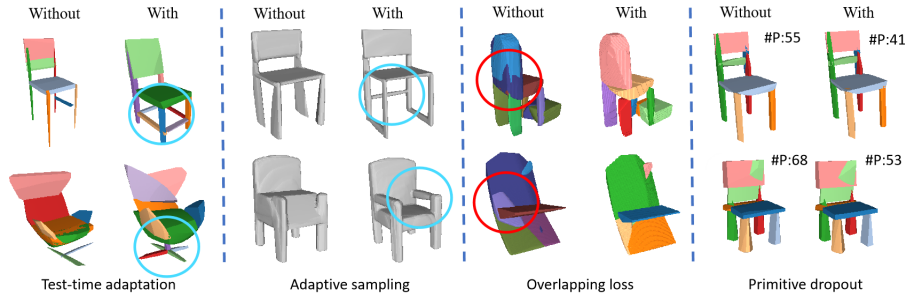 Without With Without With Without With Without With
#P:55 #P:41
#P:68 #P:53
Test-time adaptation Adaptive sampling Overlapping loss Primitive dropout